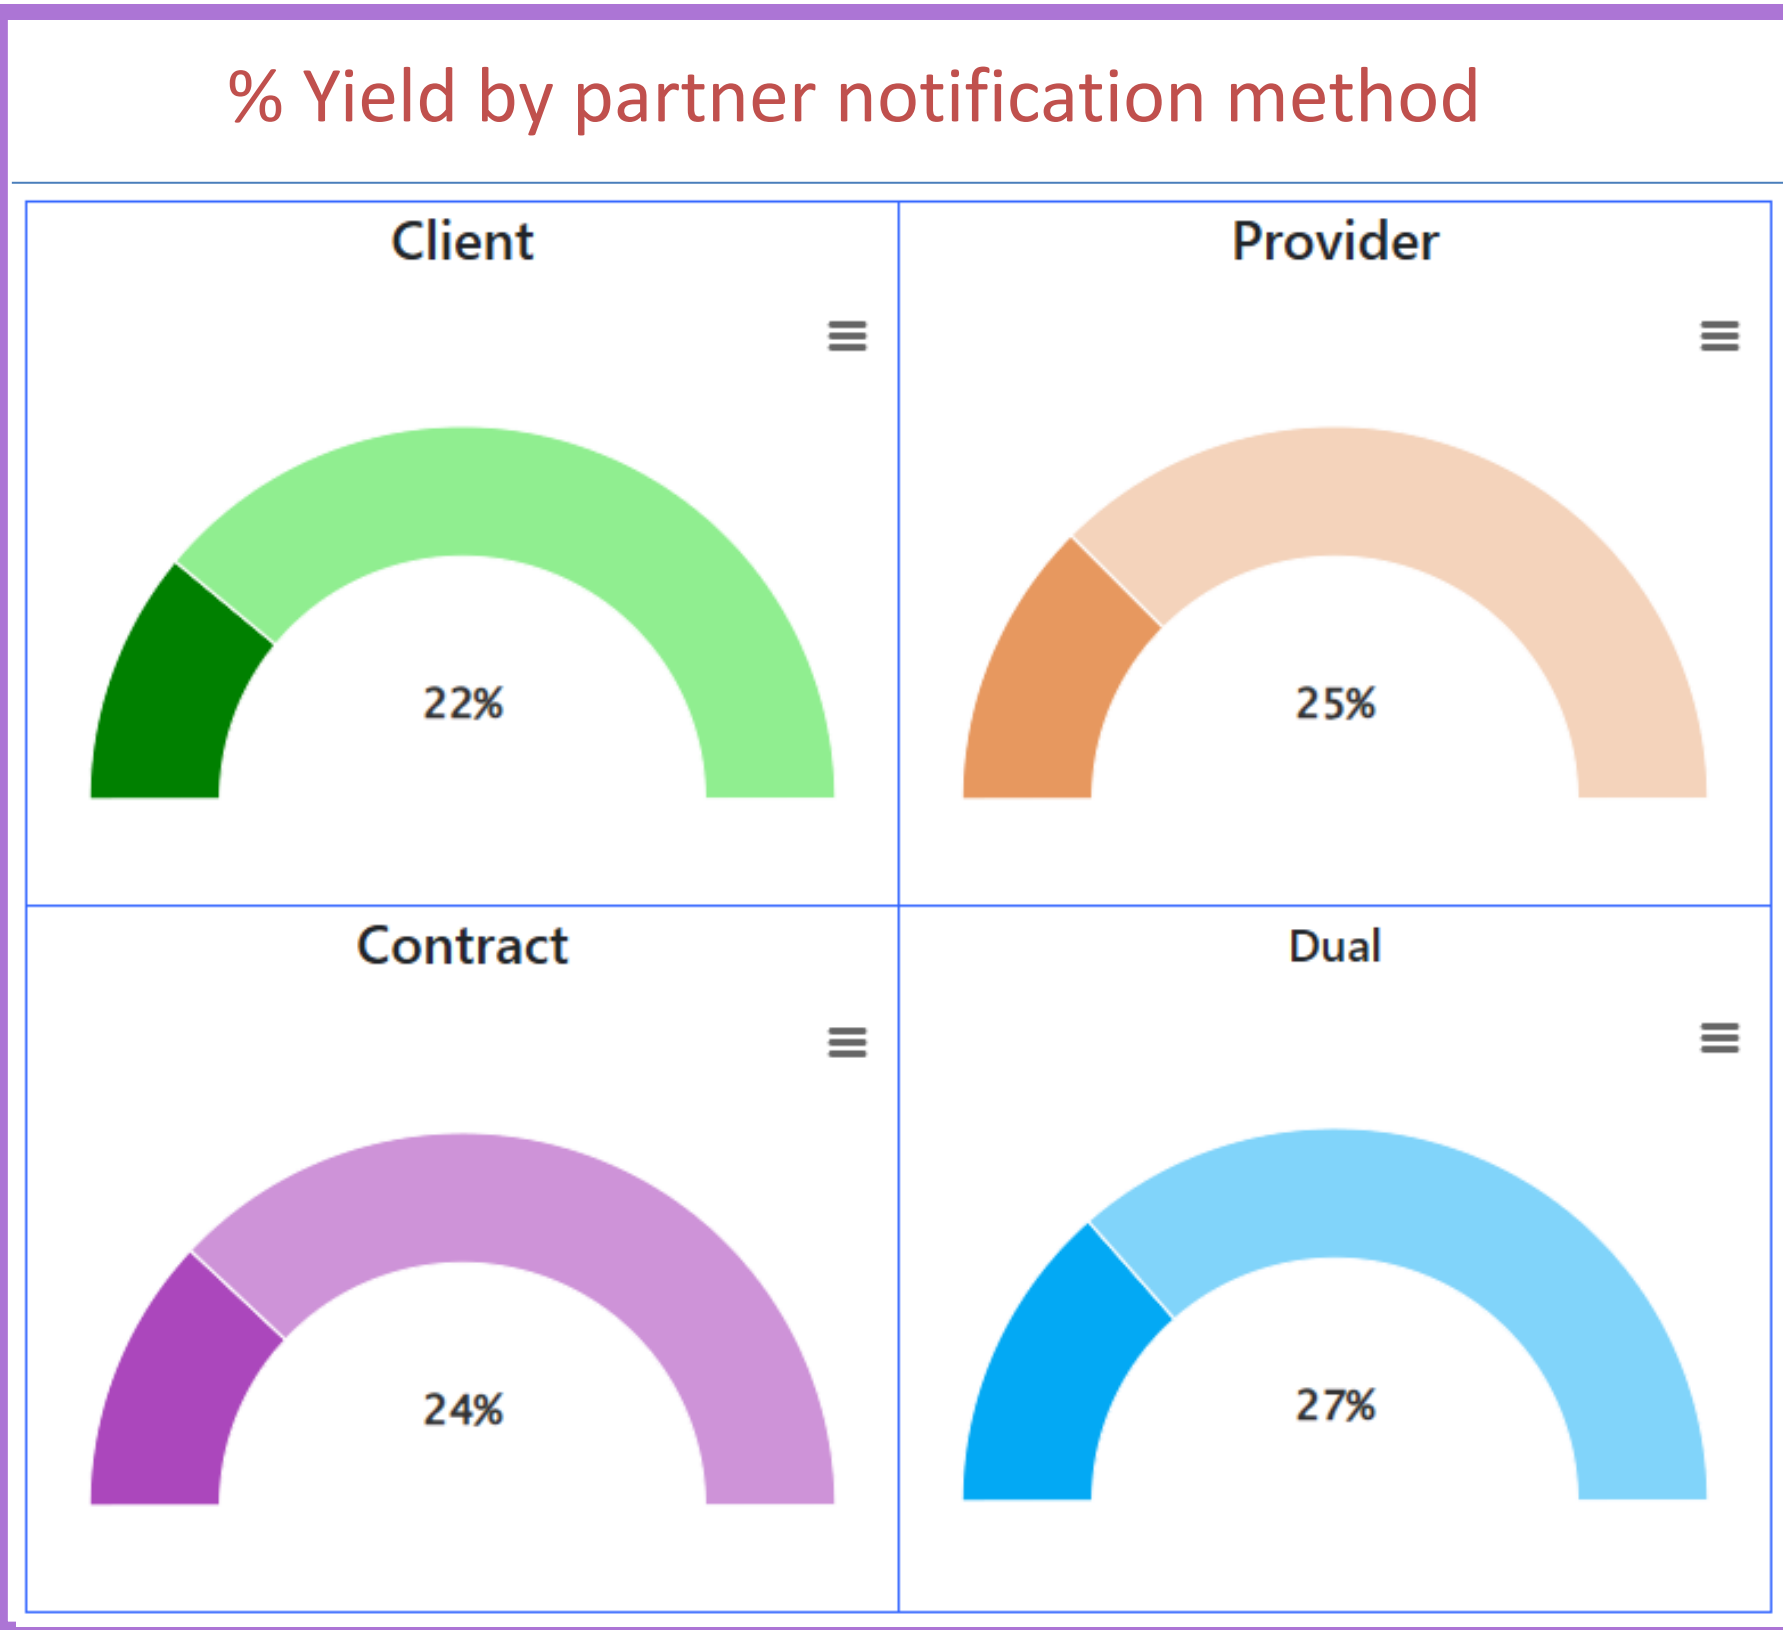 % Yield by partner notification method
Client
Provider
22%
25%
Contract
Dual
24%
27%